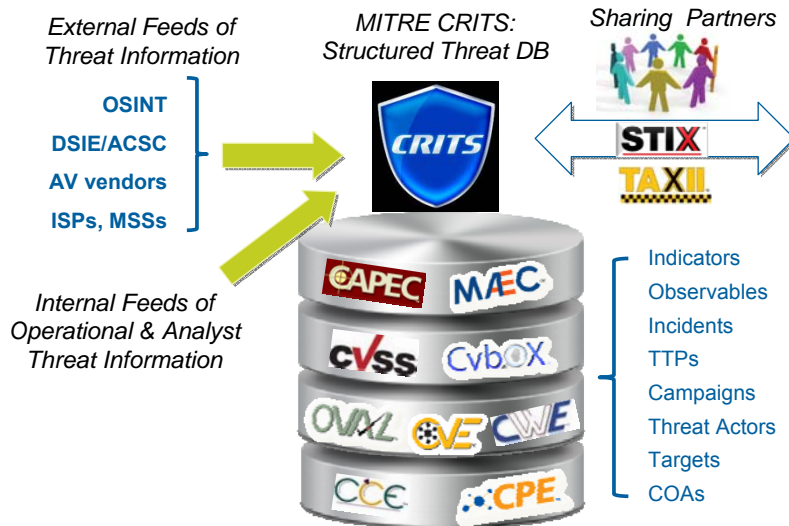 External Feeds of
Threat Information
OSINT
DSIE/ACSC
AV vendors
ISPs, MSSs
Internal Feeds of
Operational & Analyst
Threat Information
MITRE CRITS:
Structured Threat DB
CRITS
Sharing Partners
STIX
TAXII
CAPEC
MAEC
CVSS
CybOX
OVAL
CVE
CWE
CCE
CPE
Indicators
Observables
Incidents
TTPs
Campaigns
Threat Actors
Targets
COAs